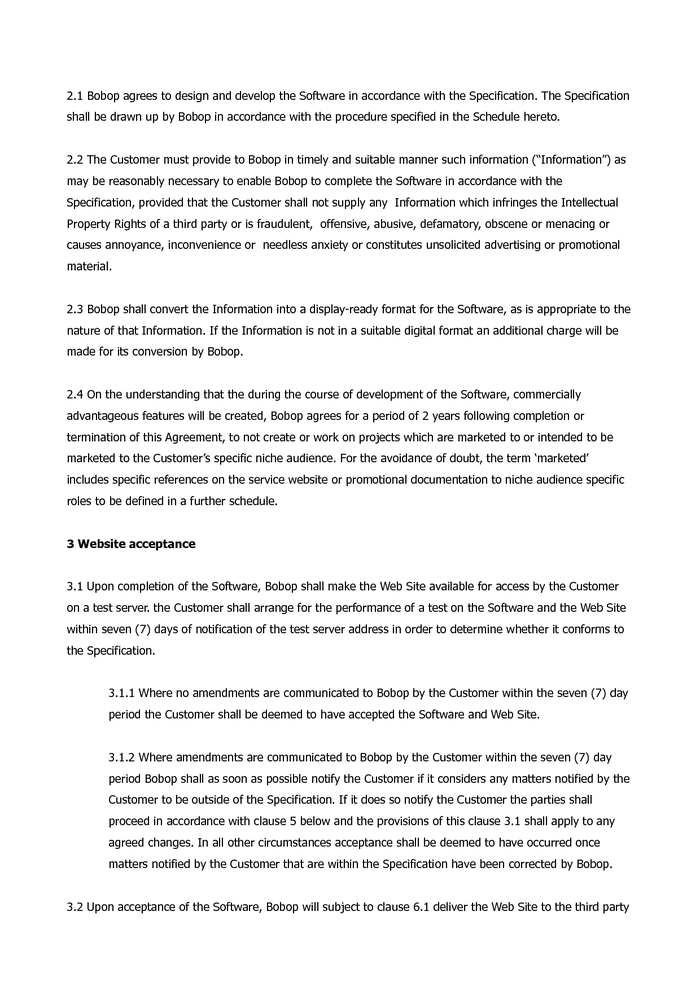 2.1 Bobop agrees to design and develop the Software in accordance with the Specification. The Specification
shall be drawn up by Bobop in accordance with the procedure specified in the Schedule hereto.
2.2 The Customer must provide to Bobop in timely and suitable manner such information (“Information”) as
may be reasonably necessary to enable Bobop to complete the Software in accordance with the
Specification, provided that the Customer shall not supply any  Information which infringes the Intellectual
Property Rights of a third party or is fraudulent,  offensive, abusive, defamatory, obscene or menacing or
causes annoyance, inconvenience or  needless anxiety or constitutes unsolicited advertising or promotional
material.
2.3 Bobop shall convert the Information into a display-ready format for the Software, as is appropriate to the
nature of that Information. If the Information is not in a suitable digital format an additional charge will be
made for its conversion by Bobop.
2.4 On the understanding that the during the course of development of the Software, commercially
advantageous features will be created, Bobop agrees for a period of 2 years following completion or
termination of this Agreement, to not create or work on projects which are marketed to or intended to be
marketed to the Customer’s specific niche audience. For the avoidance of doubt, the term ‘marketed’
includes specific references on the service website or promotional documentation to niche audience specific
roles to be defined in a further schedule.
3 Website acceptance
3.1 Upon completion of the Software, Bobop shall make the Web Site available for access by the Customer
on a test server. the Customer shall arrange for the performance of a test on the Software and the Web Site
within seven (7) days of notification of the test server address in order to determine whether it conforms to
the Specification.
3.1.1 Where no amendments are communicated to Bobop by the Customer within the seven (7) day
period the Customer shall be deemed to have accepted the Software and Web Site.
3.1.2 Where amendments are communicated to Bobop by the Customer within the seven (7) day
period Bobop shall as soon as possible notify the Customer if it considers any matters notified by the
Customer to be outside of the Specification. If it does so notify the Customer the parties shall
proceed in accordance with clause 5 below and the provisions of this clause 3.1 shall apply to any
agreed changes. In all other circumstances acceptance shall be deemed to have occurred once
matters notified by the Customer that are within the Specification have been corrected by Bobop.
3.2 Upon acceptance of the Software, Bobop will subject to clause 6.1 deliver the Web Site to the third party